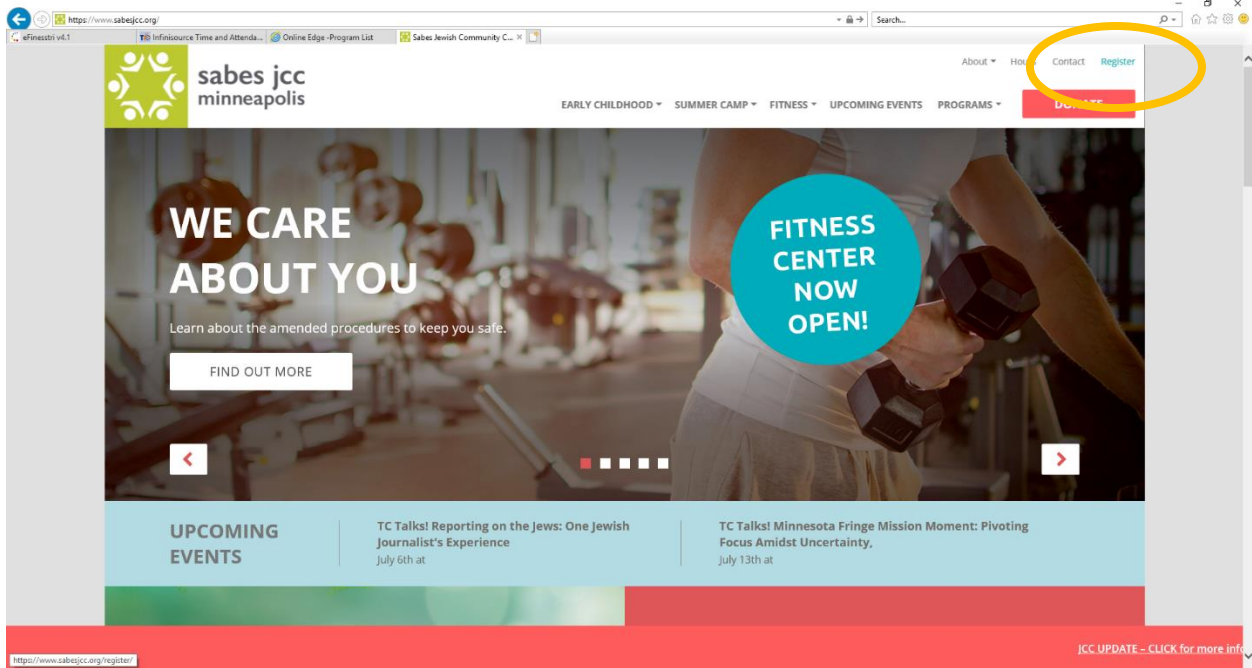 https://www.sabesjcc.org/
Search...
eFinesstri v4.1
Infinisource Time and Attenda...
Online Edge -Program List
Sabes Jewish Community C...
sabes jcc
minneapolis
About
Contact
Register
EARLY CHILDHOOD
SUMMER CAMP
FITNESS
UPCOMING EVENTS
PROGRAMS
DONATE
WE CARE
ABOUT YOU
Learn about the amended procedures to keep you safe.
FIND OUT MORE
FITNESS
CENTER
NOW
OPEN!
UPCOMING
EVENTS
TC Talks! Reporting on the Jews: One Jewish
Journalist's Experience
July 6th at
TC Talks! Minnesota Fringe Mission Moment: Pivoting
Focus Amidst Uncertainty,
July 13th at
JCC UPDATE – CLICK for more info
https://www.sabesjcc.org/register/